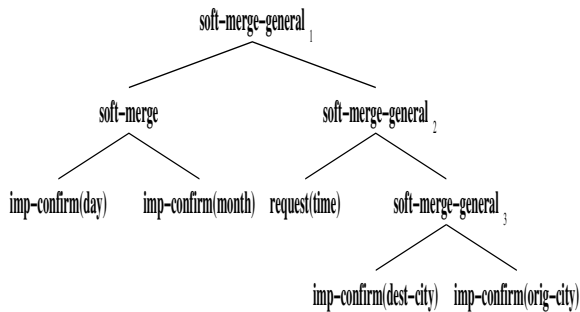 soft-merge-general 1
soft-merge soft-merge-general 2
imp-confirm(day) imp-confirm(month) request(time) soft-merge-general 3
imp-confirm(dest-city) imp-confirm(orig-city)